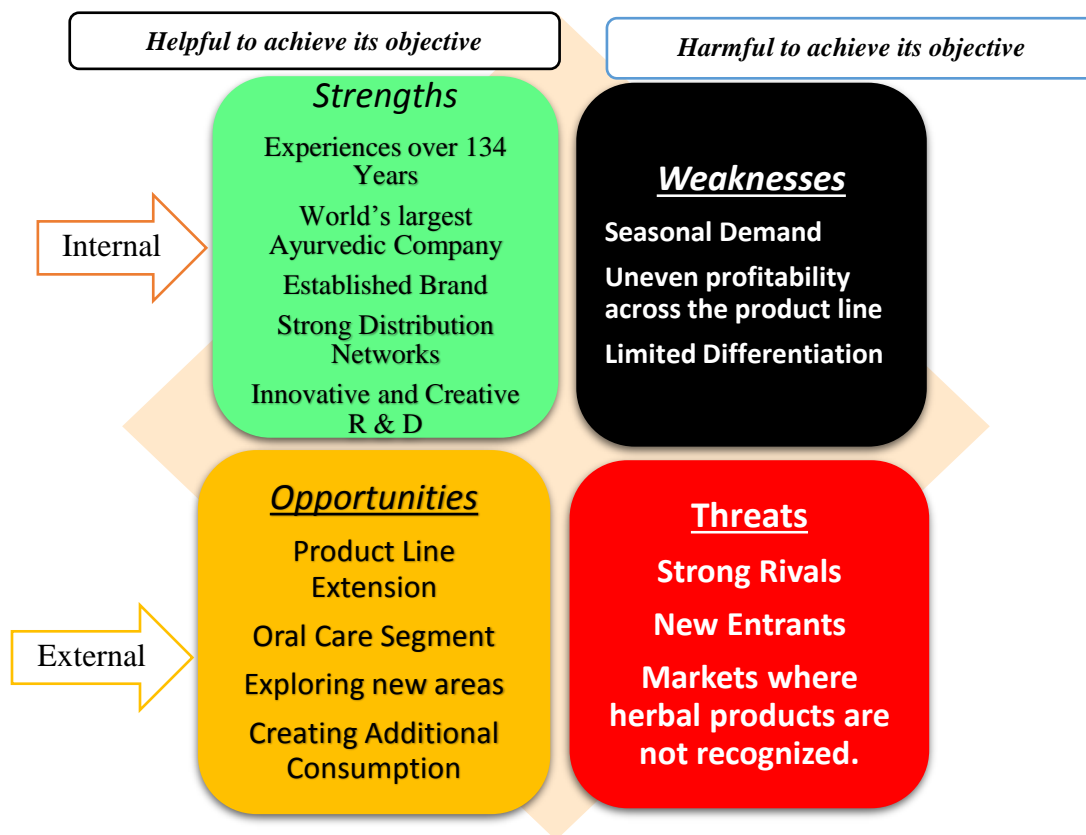 Helpful to achieve its objective
Harmful to achieve its objective
Internal
Strengths
Experiences over 134
Years
World's largest
Ayurvedic Company
Established Brand
Strong Distribution
Networks
Innovative and Creative
R & D
Weaknesses
Seasonal Demand
Uneven profitability
across the product line
Limited Differentiation
External
Opportunities
Product Line
Extension
Oral Care Segment
Exploring new areas
Creating Additional
Consumption
Threats
Strong Rivals
New Entrants
Markets where
herbal products are
not recognized.